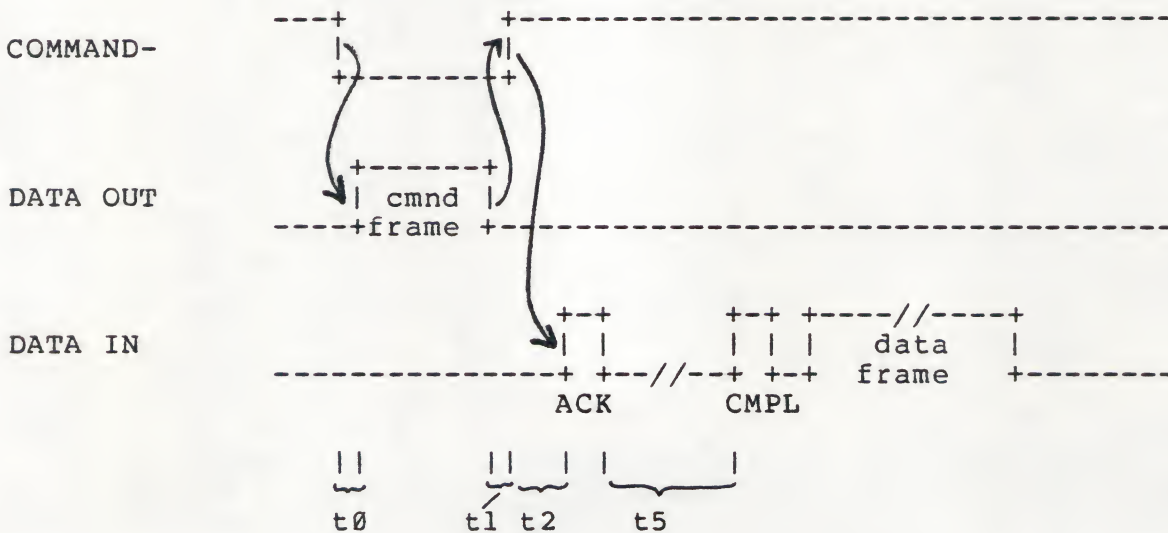 COMMAND-
DATA OUT
cmnd
frame
DATA IN
data
frame
ACK
CMPL
t0
t1
t2
t5